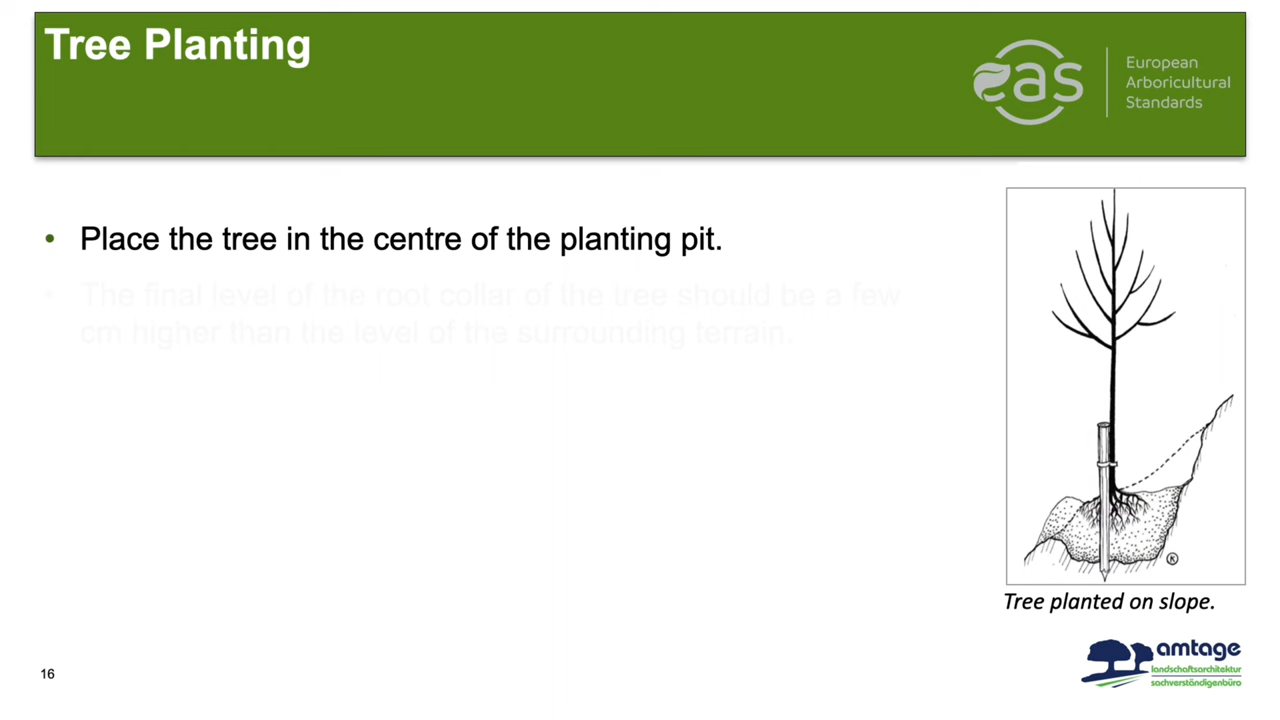 Tree Planting
eas
European
Arboricultural
Standards
• Place the tree in the centre of the planting pit.
• The final level of the root collar of the tree should be a few
cm higher than the level of the surrounding terrain.
K
Tree planted on slope.
amtage
landschaftsarchitektur
sachverständigenbüro
16